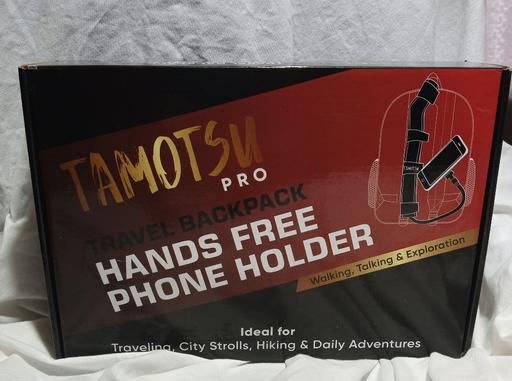 TAMOTSU
PRO
TRAVEL BACKPACK
HANDS FREE
PHONE HOLDER
Walking, Talking & Exploration
Ideal for
Traveling, City Strolls, Hiking & Daily Adventures
TAMOTSU